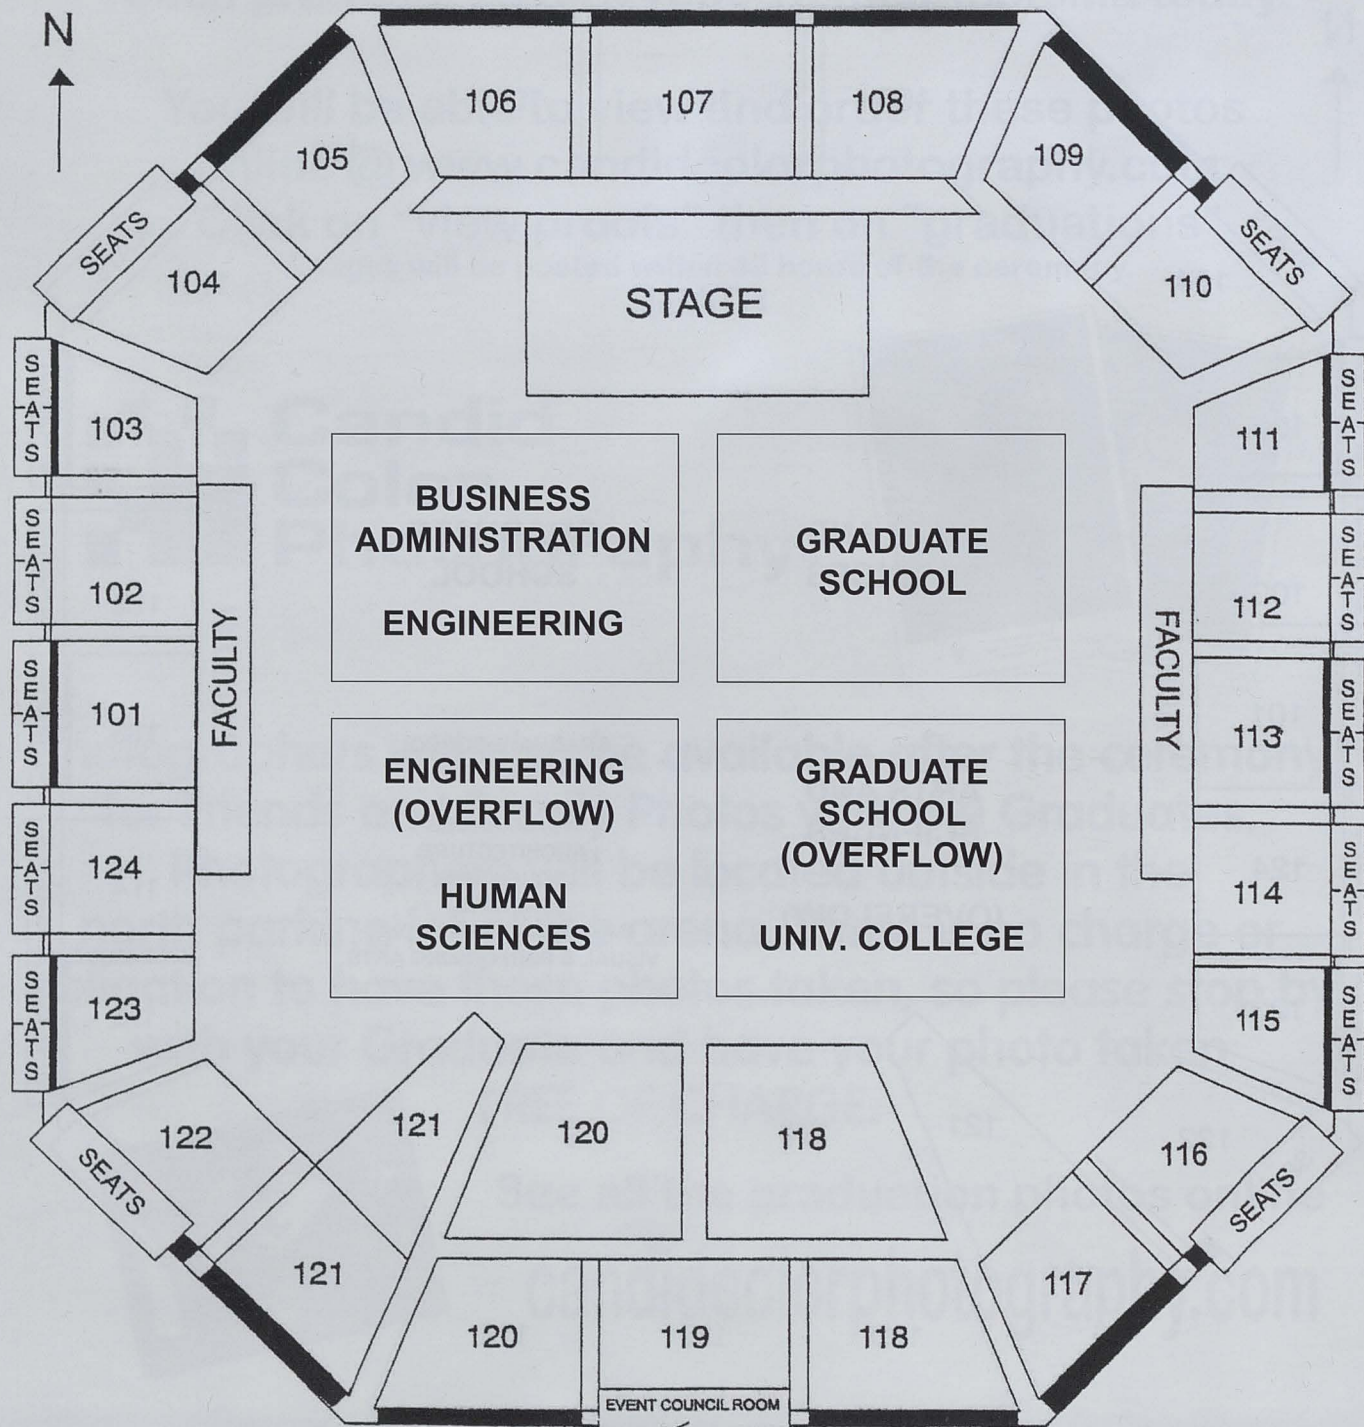 N
106
107
108
105
109
SEATS
104
STAGE
110
SEATS
SEATS
103
111
SEATS
BUSINESS
ADMINISTRATION
ENGINEERING
GRADUATE
SCHOOL
SEATS
102
FACULTY
FACULTY
112
SEATS
SEATS
101
113
SEATS
ENGINEERING
(OVERFLOW)
HUMAN
SCIENCES
GRADUATE
SCHOOL
(OVERFLOW)
UNIV. COLLEGE
SEATS
124
114
SEATS
SEATS
123
115
SEATS
122
121
120
118
116
SEATS
SEATS
121
117
120
119
118
EVENT COUNCIL ROOM